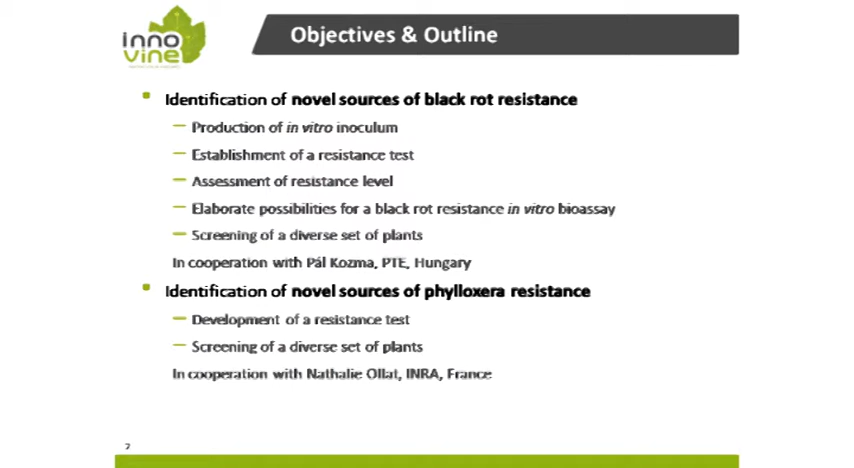 inno
vine
Objectives & Outline
Identification of novel sources of black rot resistance
– Production of in vitro inoculum
– Establishment of a resistance test
– Assessment of resistance level
– Elaborate possibilities for a black rot resistance in vitro bioassay
– Screening of a diverse set of plants
In cooperation with Pál Kozma, PTE, Hungary
Identification of novel sources of phylloxera resistance
– Development of a resistance test
– Screening of a diverse set of plants
In cooperation with Nathalie Ollat, INRA, France
2